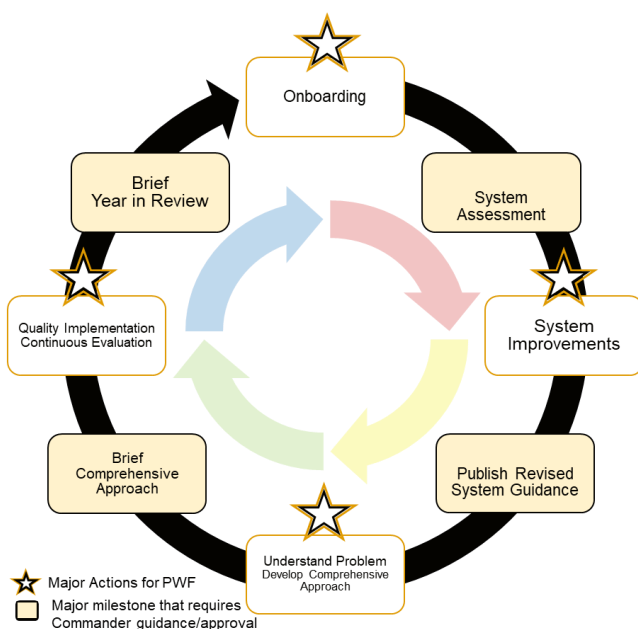 Onboarding
System
Assessment
System
Improvements
Publish Revised
System Guidance
Understand Problem
Develop Comprehensive
Approach
Brief
Comprehensive
Approach
Quality Implementation
Continuous Evaluation
Brief
Year in Review
Major Actions for PWF
Major milestone that requires
Commander guidance/approval